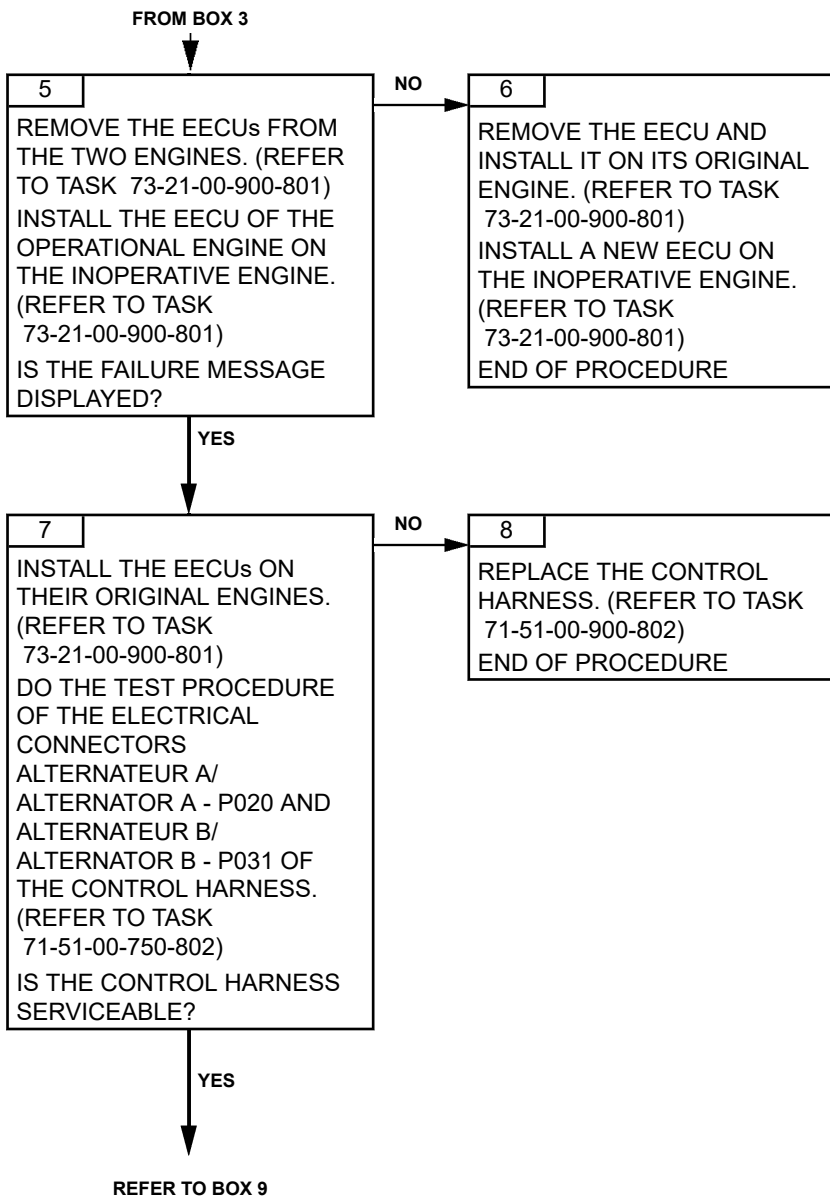 FROM BOX 3
5
REMOVE THE EECUs FROM
THE TWO ENGINES. (REFER
TO TASK 73-21-00-900-801)
INSTALL THE EECU OF THE
OPERATIONAL ENGINE ON
THE INOPERATIVE ENGINE.
(REFER TO TASK
73-21-00-900-801)
IS THE FAILURE MESSAGE
DISPLAYED?
NO
6
REMOVE THE EECU AND
INSTALL IT ON ITS ORIGINAL
ENGINE. (REFER TO TASK
73-21-00-900-801)
INSTALL A NEW EECU ON
THE INOPERATIVE ENGINE.
(REFER TO TASK
73-21-00-900-801)
END OF PROCEDURE
YES
7
INSTALL THE EECUs ON
THEIR ORIGINAL ENGINES.
(REFER TO TASK
73-21-00-900-801)
DO THE TEST PROCEDURE
OF THE ELECTRICAL
CONNECTORS
ALTERNATEUR A/
ALTERNATOR A - P020 AND
ALTERNATEUR B/
ALTERNATOR B - P031 OF
THE CONTROL HARNESS.
(REFER TO TASK
71-51-00-750-802)
IS THE CONTROL HARNESS
SERVICEABLE?
NO
8
REPLACE THE CONTROL
HARNESS. (REFER TO TASK
71-51-00-900-802)
END OF PROCEDURE
YES
REFER TO BOX 9